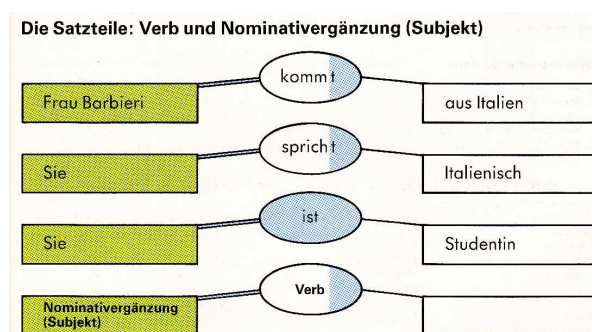 Die Satzteile: Verb und Nominativergänzung (Subjekt)
Frau Barbieri kommt aus Italien
Sie spricht Italienisch
Sie ist Studentin
Nominativergänzung
(Subjekt) Verb